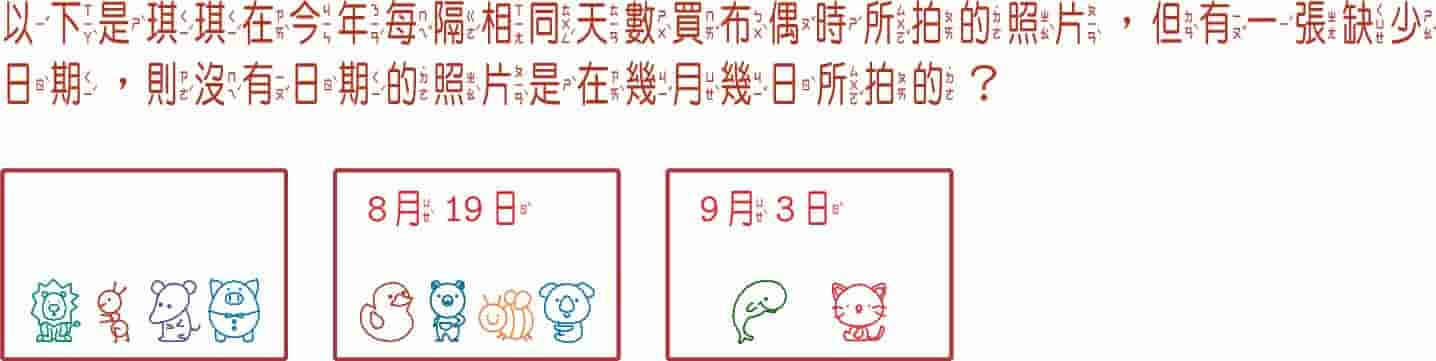 以下是琪琪在今年每隔相同天數買布偶時所拍的照片，但有一張缺少
日期，則沒有日期的照片是在幾月幾日所拍的？
8月19日
9月3日